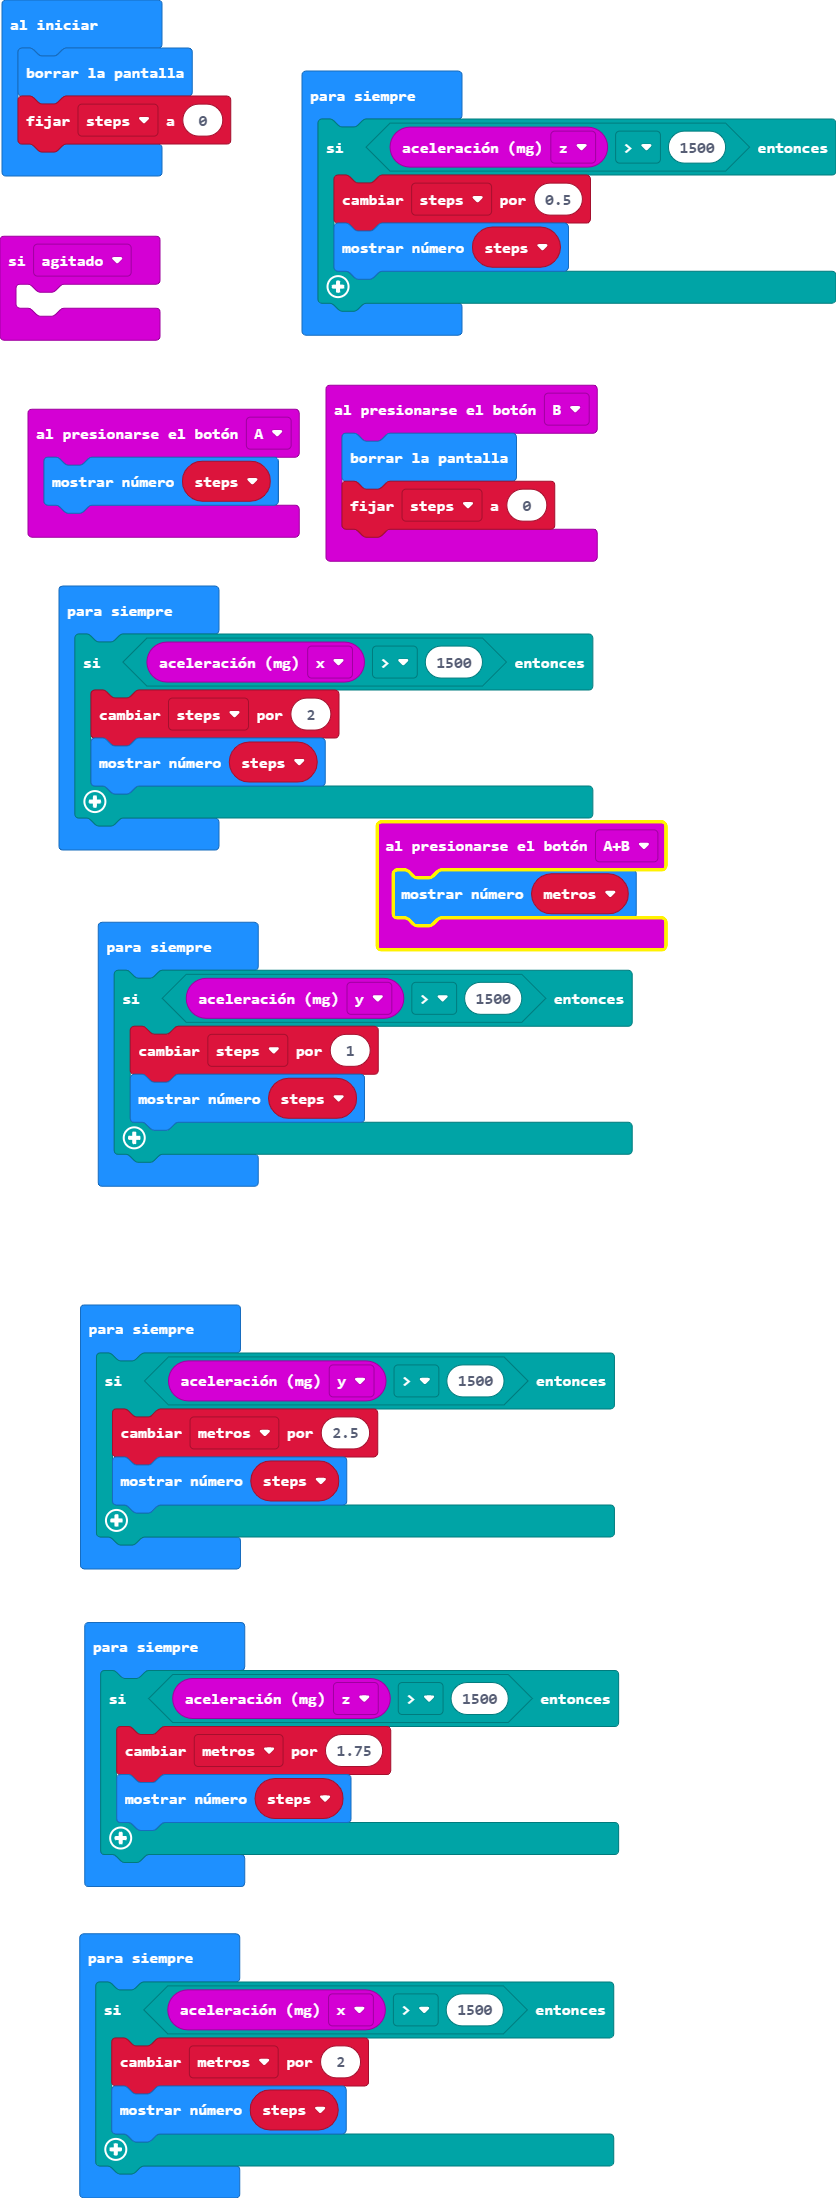 al iniciar
borrar la pantalla
fijar steps a 0
para siempre
si aceleración (mg) z > 1500 entonces
cambiar steps por 0.5
mostrar número steps
si agitado
al presionarse el botón A
mostrar número steps
al presionarse el botón B
borrar la pantalla
fijar steps a 0
para siempre
si aceleración (mg) x > 1500 entonces
cambiar steps por 2
mostrar número steps
al presionarse el botón A+B
mostrar número metros
para siempre
si aceleración (mg) y > 1500 entonces
cambiar steps por 1
mostrar número steps
para siempre
si aceleración (mg) y > 1500 entonces
cambiar metros por 2.5
mostrar número steps
para siempre
si aceleración (mg) z > 1500 entonces
cambiar metros por 1.75
mostrar número steps
para siempre
si aceleración (mg) x > 1500 entonces
cambiar metros por 2
mostrar número steps